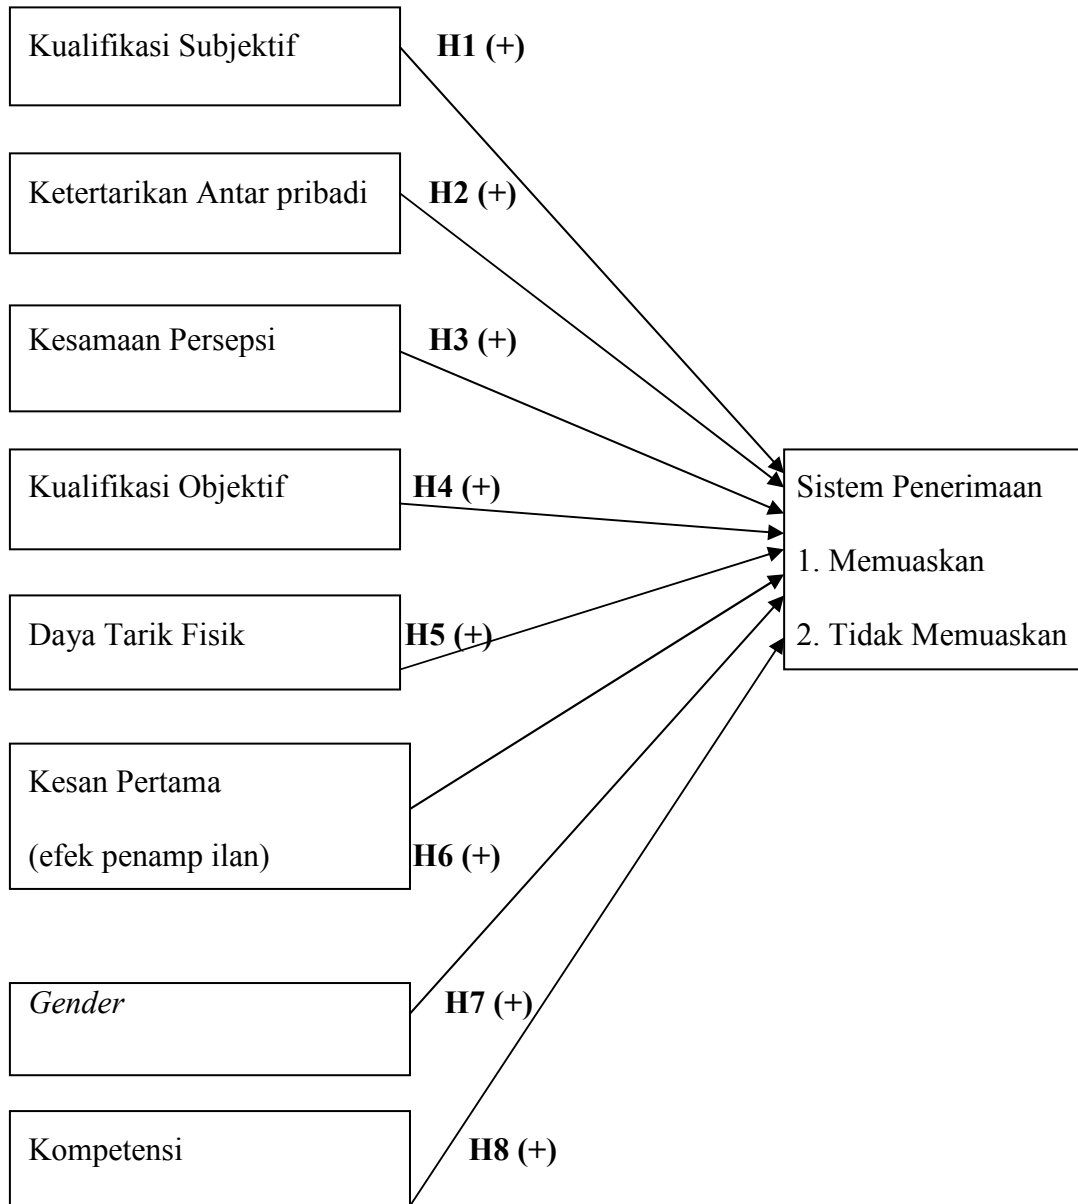 Kualifikasi Subjektif
H1 (+)
Ketertarikan Antar pribadi
H2 (+)
Kesamaan Persepsi
H3 (+)
Kualifikasi Objektif
H4 (+)
Sistem Penerimaan
1. Memuaskan
2. Tidak Memuaskan
Daya Tarik Fisik
H5 (+)
Kesan Pertama
(efek penamp ilan)
H6 (+)
Gender
H7 (+)
Kompetensi
H8 (+)